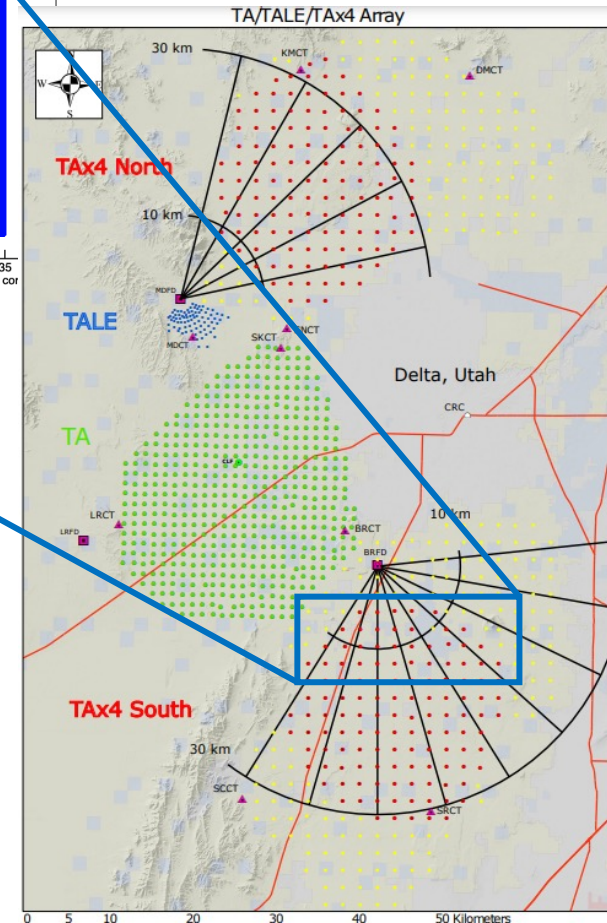 TA/TALE/TAx4 Array
30 km
KMCT
DMCT
N
W
E
S
TAx4 North
10 km
MDFD
TALE
MDCT
SKCT
Delta, Utah
CRC
TA
CLF
10 km
LRCT
BRCT
LRFD
BRFD
TAx4 South
30 km
SCCT
SRCT
35
cor
0 5 10 20 30 40 50 Kilometers